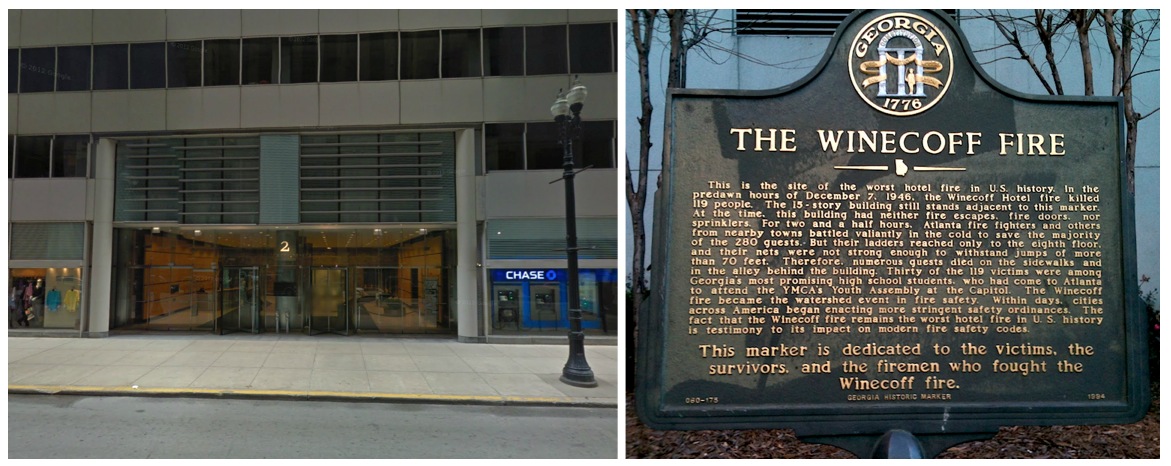 © 2012 Google
2
CHASE
GEORGIA
1776
THE WINECOFF FIRE
This is the site of the worst hotel fire in U.S. history. In the
predawn hours of December 7, 1946, the Winecoff Hotel fire killed
119 people. The 15-story building still stands adjacent to this marker.
At the time, this building had neither fire escapes, fire doors, nor
sprinklers. For two and a half hours, Atlanta fire fighters and others
from nearby towns battled valiantly in the cold to save the majority
of the 280 guests. But their ladders reached only to the eighth floor,
and their nets were not strong enough to withstand jumps of more
than 70 feet. Therefore, numerous guests died on the sidewalks and
in the alley behind the building. Thirty of the 119 victims were among
Georgia's most promising high school students, who had come to Atlanta
to attend the YMCA's Youth Assembly at the Capitol. The Winecoff
fire became the watershed event in fire safety. Within days, cities
across America began enacting more stringent safety ordinances. The
fact that the Winecoff fire remains the worst hotel fire in U.S. history
is testimony to its impact on modern fire safety codes.
This marker is dedicated to the victims, the
survivors, and the firemen who fought the
Winecoff fire.
060-175 GEORGIA HISTORIC MARKER 1994